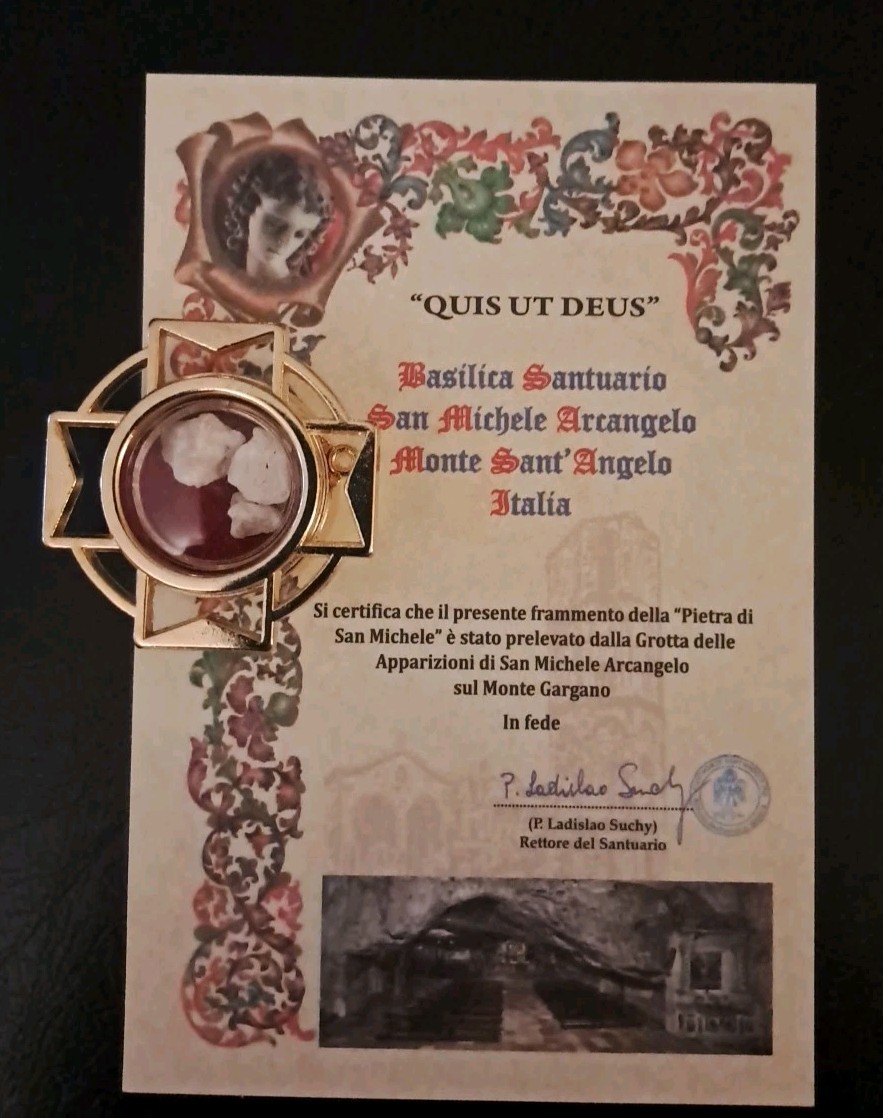 “QUIS UT DEUS”
Basilica Santuario
San Michele Arcangelo
Monte Sant'Angelo
Italia
Si certifica che il presente frammento della “Pietra di
San Michele” è stato prelevato dalla Grotta delle
Apparizioni di San Michele Arcangelo
sul Monte Gargano
In fede
P. Ladislao Suchy
(P. Ladislao Suchy)
Rettore del Santuario